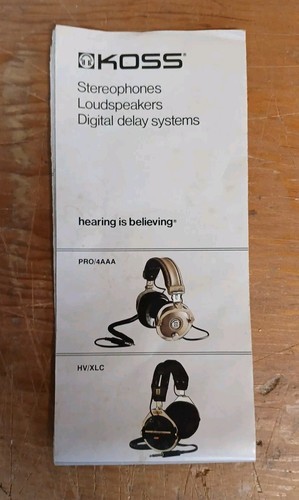 KOSS®
Stereophones
Loudspeakers
Digital delay systems
hearing is believing®
PRO/4AAA
HV/XLC